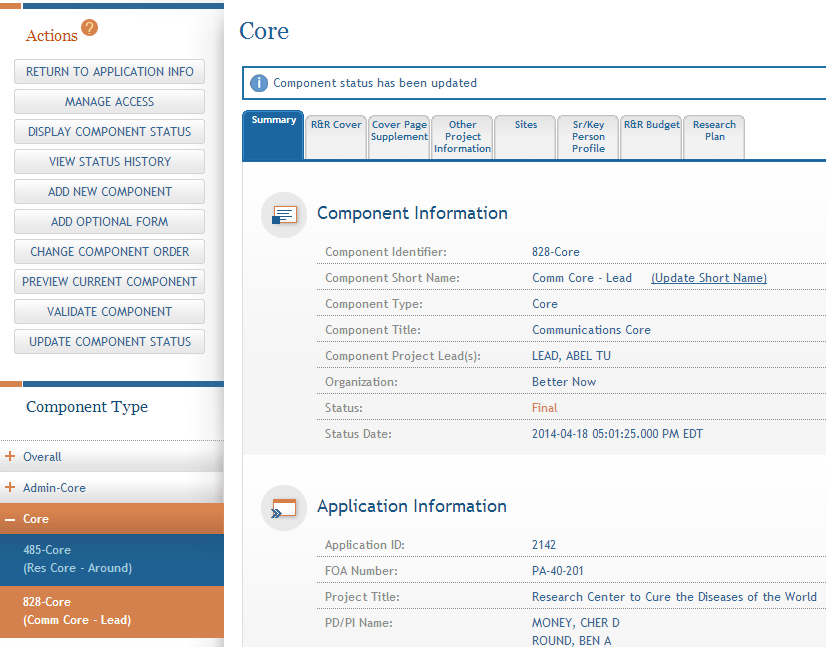 Actions ?
RETURN TO APPLICATION INFO
MANAGE ACCESS
DISPLAY COMPONENT STATUS
VIEW STATUS HISTORY
ADD NEW COMPONENT
ADD OPTIONAL FORM
CHANGE COMPONENT ORDER
PREVIEW CURRENT COMPONENT
VALIDATE COMPONENT
UPDATE COMPONENT STATUS
Component Type
+ Overall
+ Admin-Core
– Core
485-Core
(Res Core - Around)
828-Core
(Comm Core - Lead)
Core
i Component status has been updated
Summary
R&R Cover
Cover Page
Supplement
Other
Project
Information
Sites
Sr/Key
Person
Profile
R&R Budget
Research
Plan
Component Information
Component Identifier: 828-Core
Component Short Name: Comm Core - Lead (Update Short Name)
Component Type: Core
Component Title: Communications Core
Component Project Lead(s): LEAD, ABEL TU
Organization: Better Now
Status: Final
Status Date: 2014-04-18 05:01:25.000 PM EDT
Application Information
Application ID: 2142
FOA Number: PA-40-201
Project Title: Research Center to Cure the Diseases of the World
PD/PI Name: MONEY, CHER D
ROUND, BEN A